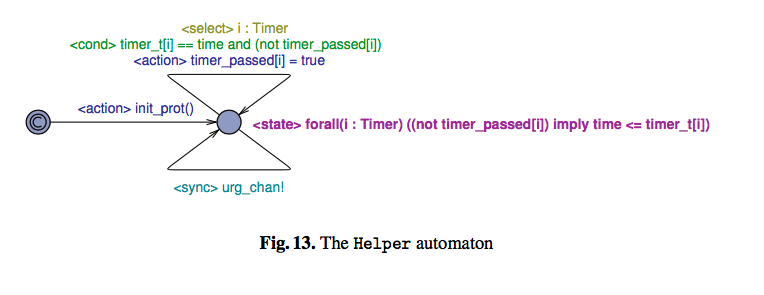 <select> i : Timer
<cond> timer_t[i] == time and (not timer_passed[i])
<action> timer_passed[i] = true
<action> init_prot()
C
<state> forall(i : Timer) ((not timer_passed[i]) imply time <= timer_t[i])
<sync> urg_chan!
Fig. 13. The Helper automaton